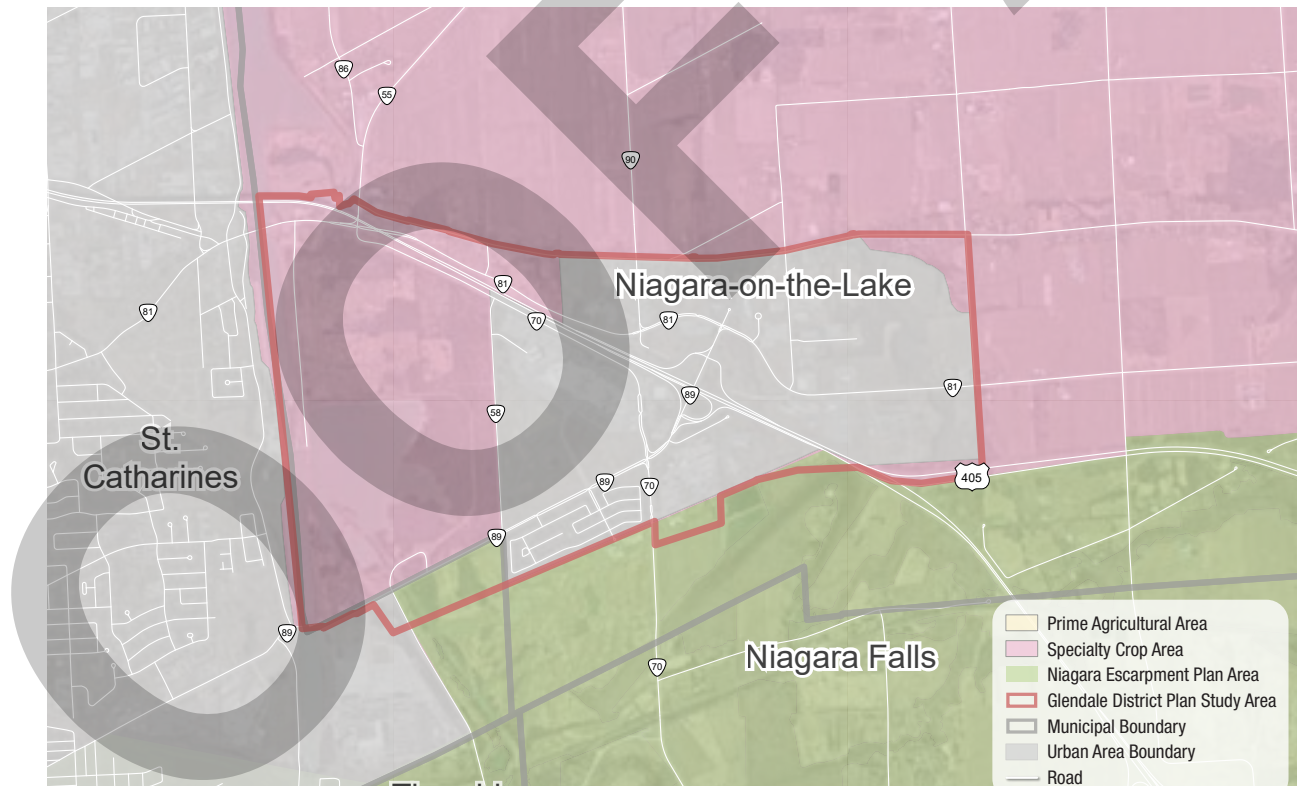 86
55
90
81
Niagara-on-the-Lake
81
70
81
89
81
58
St.
Catharines
89
70
405
89
89
70
Niagara Falls
Prime Agricultural Area
Specialty Crop Area
Niagara Escarpment Plan Area
Glendale District Plan Study Area
Municipal Boundary
Urban Area Boundary
Road